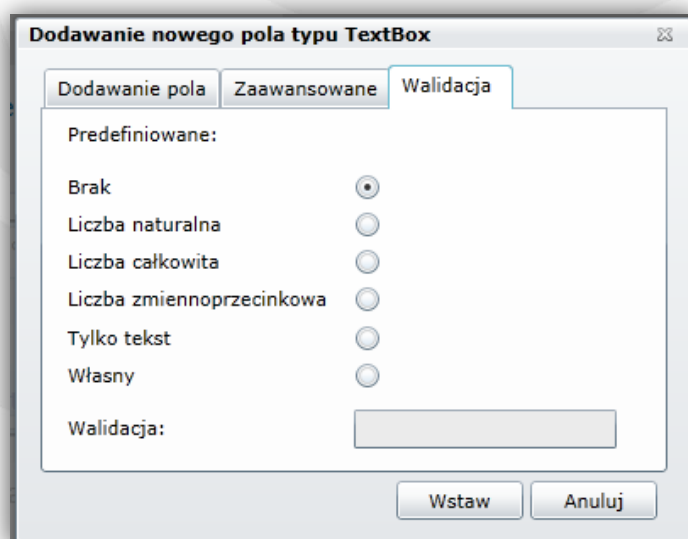 Dodawanie nowego pola typu TextBox
Dodawanie pola Zaawansowane Walidacja
Predefiniowane:
Brak
Liczba naturalna
Liczba całkowita
Liczba zmiennoprzecinkowa
Tylko tekst
Własny
Walidacja:
Wstaw Anuluj